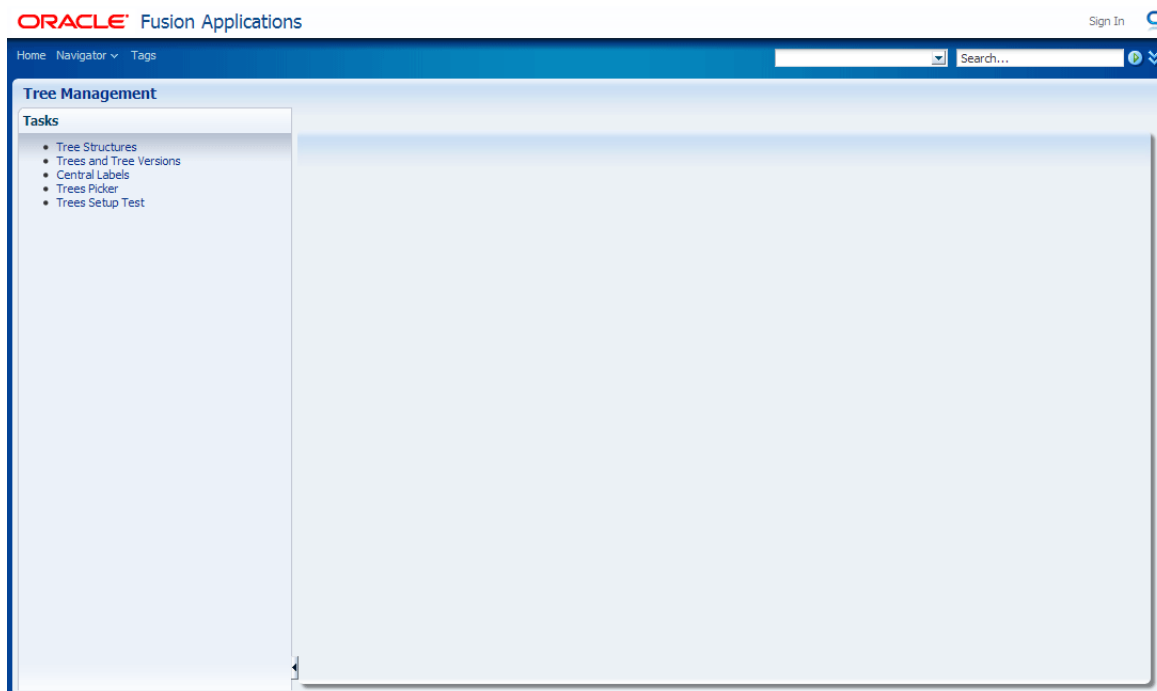 ORACLE Fusion Applications
Sign In
Home Navigator Tags
Search...
Tree Management
Tasks
Tree Structures
Trees and Tree Versions
Central Labels
Trees Picker
Trees Setup Test